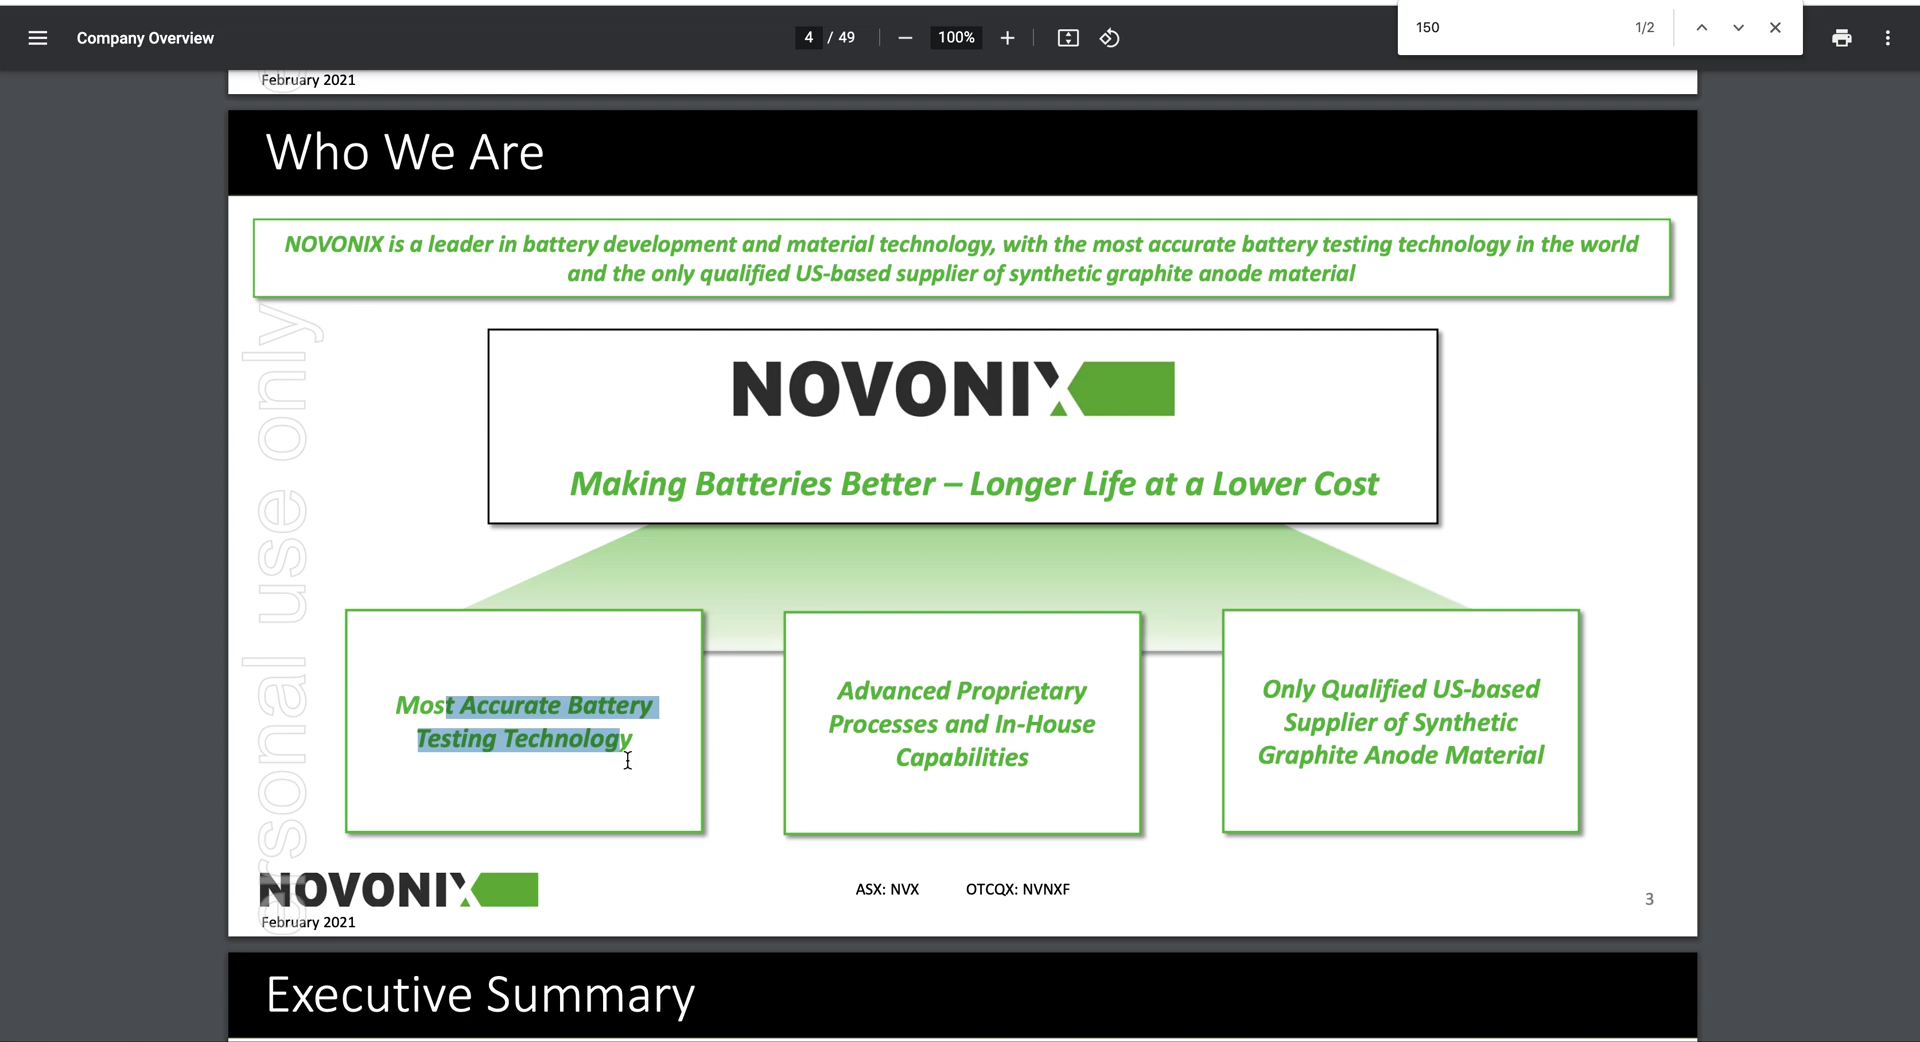 Company Overview
4 / 49
100%
150
1/2
February 2021
Who We Are
NOVONIX is a leader in battery development and material technology, with the most accurate battery testing technology in the world
and the only qualified US-based supplier of synthetic graphite anode material
ersonal use only
NOVONIX
Making Batteries Better – Longer Life at a Lower Cost
Most Accurate Battery
Testing Technology
Advanced Proprietary
Processes and In-House
Capabilities
Only Qualified US-based
Supplier of Synthetic
Graphite Anode Material
NOVONIX
February 2021
ASX: NVX OTCQX: NVNXF
3
Executive Summary